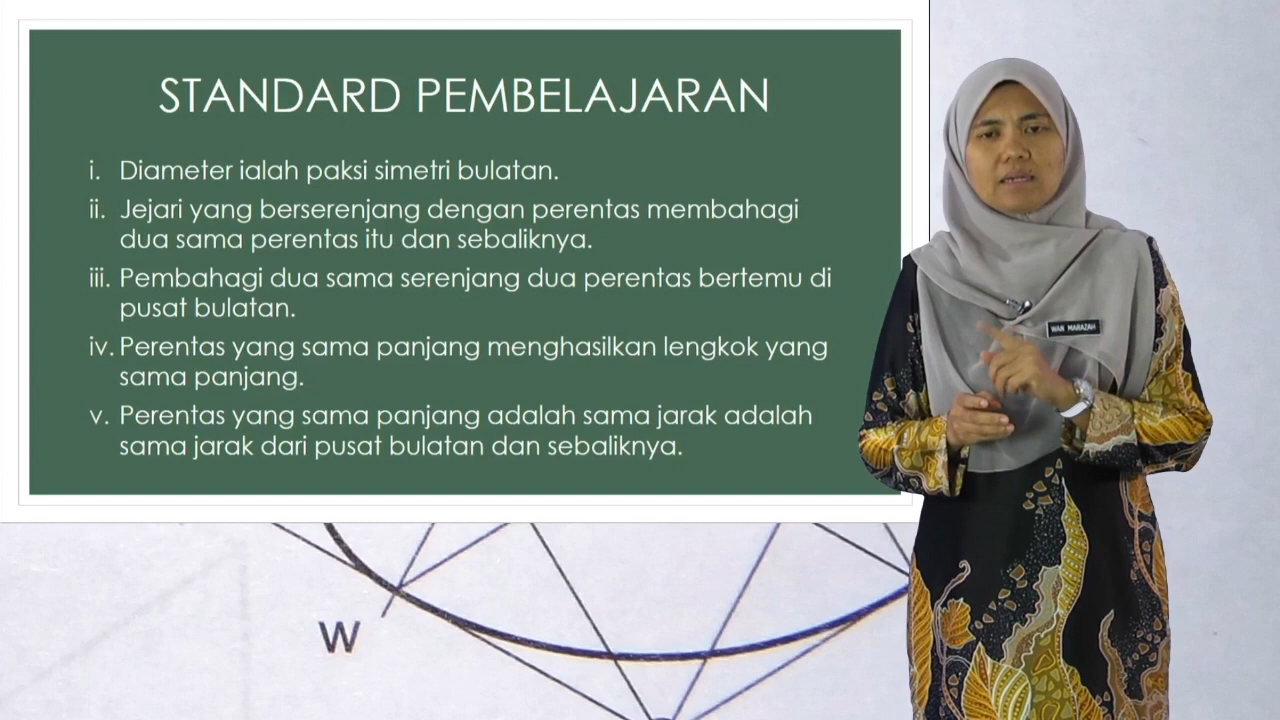 STANDARD PEMBELAJARAN
i. Diameter ialah paksi simetri bulatan.
ii. Jejari yang berserenjang dengan perentas membahagi
dua sama perentas itu dan sebaliknya.
iii. Pembahagi dua sama serenjang dua perentas bertemu di
pusat bulatan.
iv. Perentas yang sama panjang menghasilkan lengkok yang
sama panjang.
v. Perentas yang sama panjang adalah sama jarak adalah
sama jarak dari pusat bulatan dan sebaliknya.
WAN MARAZAH
W